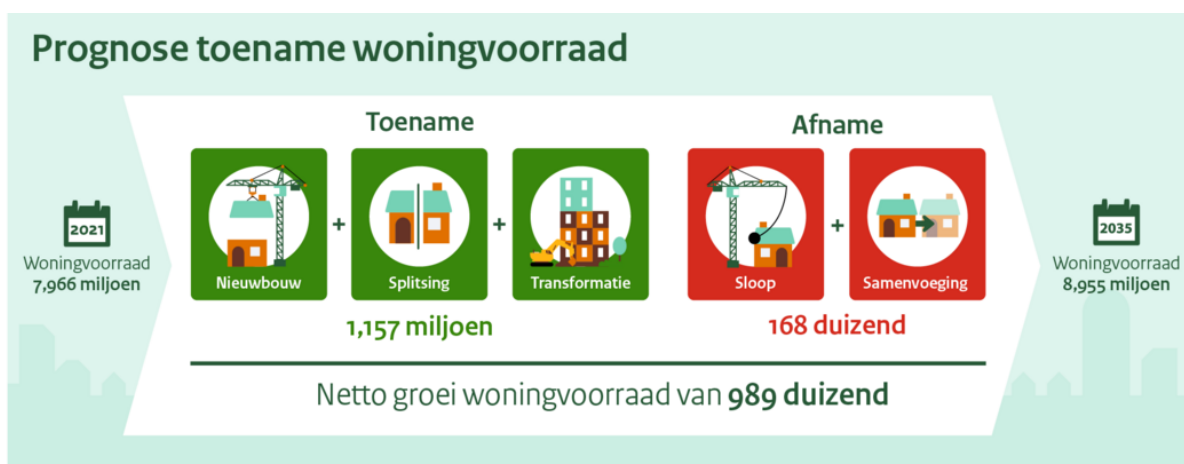 Prognose toename woningvoorraad
Toename
Afname
2021
Woningvoorraad
7,966 miljoen
Nieuwbouw
+
Splitsing
+
Transformatie
Sloop
+
Samenvoeging
2035
Woningvoorraad
8,955 miljoen
1,157 miljoen
168 duizend
Netto groei woningvoorraad van 989 duizend